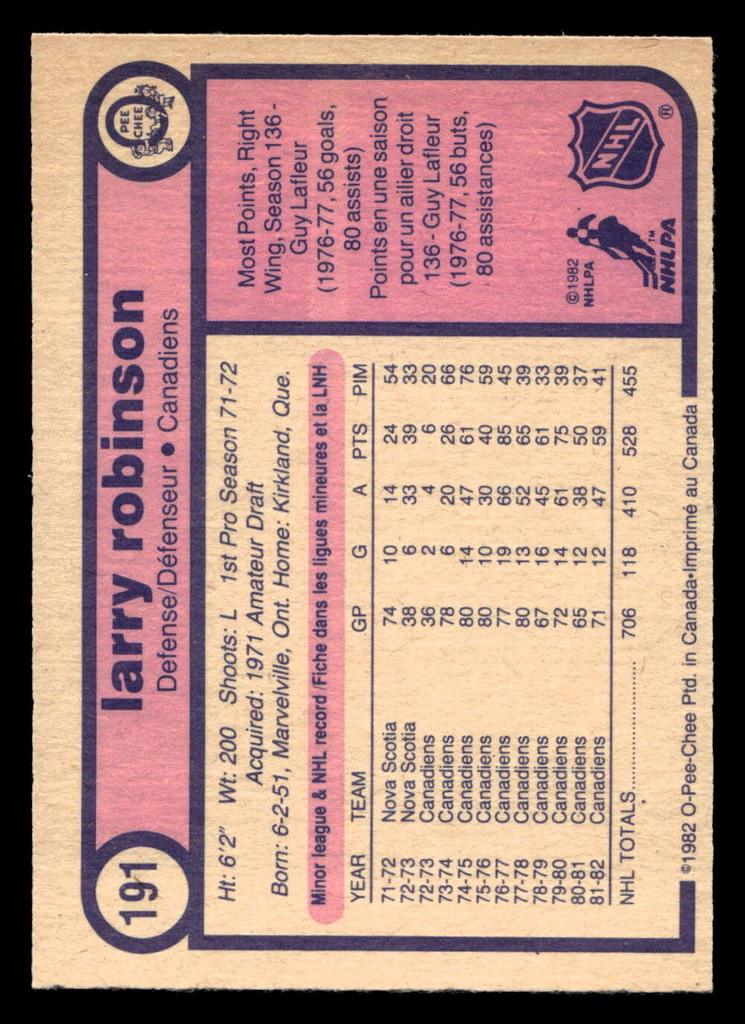 191
larry robinson
Defense/Défenseur • Canadiens
O PEE CHEE
Ht: 6'2" Wt: 200 Shoots: L 1st Pro Season 71-72
Acquired: 1971 Amateur Draft
Born: 6-2-51, Marvelville, Ont. Home: Kirkland, Que.
Minor league & NHL record/Fiche dans les ligues mineures et la LNH
YEAR TEAM GP G A PTS PIM
71-72 Nova Scotia 74 10 14 24 54
72-73 Nova Scotia 38 6 33 39 33
72-73 Canadiens 36 2 4 6 20
73-74 Canadiens 78 6 20 26 66
74-75 Canadiens 80 14 47 61 76
75-76 Canadiens 80 10 30 40 59
76-77 Canadiens 77 19 66 85 45
77-78 Canadiens 80 13 52 65 39
78-79 Canadiens 67 16 45 61 33
79-80 Canadiens 72 14 61 75 39
80-81 Canadiens 65 12 38 50 37
81-82 Canadiens 71 12 47 59 41
NHL TOTALS.................... 706 118 410 528 455
Most Points, Right
Wing, Season 136 -
Guy Lafleur
(1976-77, 56 goals,
80 assists)
Points en une saison
pour un ailier droit
136 - Guy Lafleur
(1976-77, 56 buts,
80 assistances)
©1982
NHLPA
NHLPA™
NHL®
©1982 O-Pee-Chee Ptd. in Canada•Imprimé au Canada